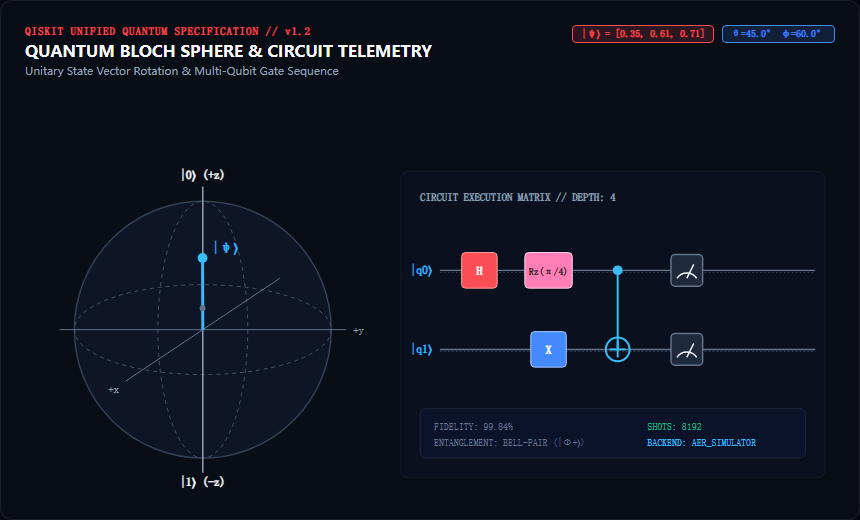 QISKIT UNIFIED QUANTUM SPECIFICATION // v1.2
QUANTUM BLOCH SPHERE & CIRCUIT TELEMETRY
Unitary State Vector Rotation & Multi-Qubit Gate Sequence
|ψ⟩ = [0.35, 0.61, 0.71]
θ=45.0° φ=60.0°
|0⟩ (+z)
|ψ⟩
+y
+x
|1⟩ (−z)
CIRCUIT EXECUTION MATRIX // DEPTH: 4
|q0⟩
H
Rz(π/4)
|q1⟩
X
FIDELITY: 99.84%
SHOTS: 8192
ENTANGLEMENT: BELL-PAIR (|Φ+⟩)
BACKEND: AER_SIMULATOR